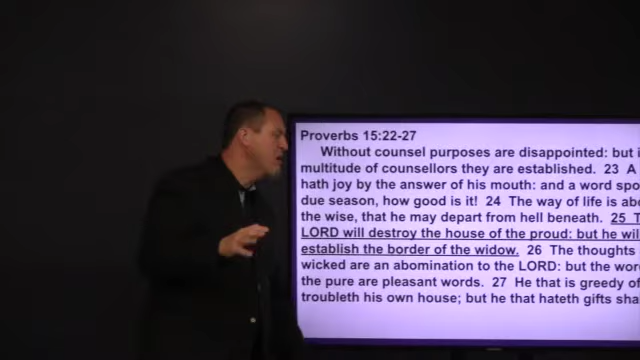 Proverbs 15:22-27
Without counsel purposes are disappointed: but i
multitude of counsellors they are established. 23 A
hath joy by the answer of his mouth: and a word spo
due season, how good is it! 24 The way of life is abo
the wise, that he may depart from hell beneath. 25 T
LORD will destroy the house of the proud: but he wil
establish the border of the widow. 26 The thoughts
wicked are an abomination to the LORD: but the wor
the pure are pleasant words. 27 He that is greedy of
troubleth his own house; but he that hateth gifts sha